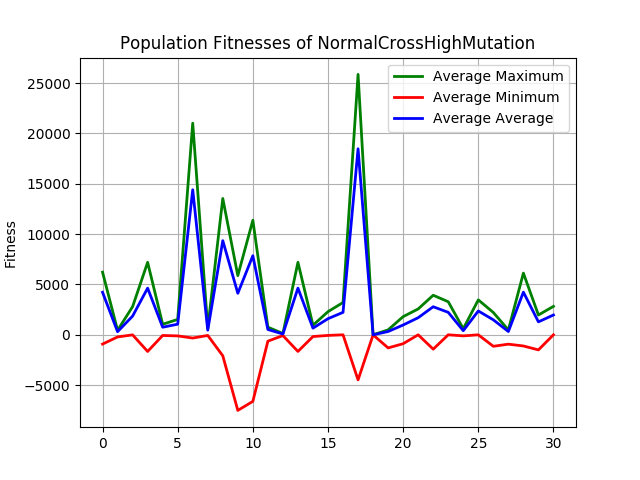 Population Fitnesses of NormalCrossHighMutation
Average Maximum
Average Minimum
Average Average
Fitness
25000
20000
15000
10000
5000
0
−5000
0 5 10 15 20 25 30